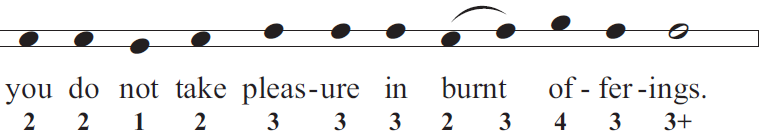 you do not take pleas-ure in burnt of - fer -ings.
2 2 1 2 3 3 3 2 3 4 3 3+